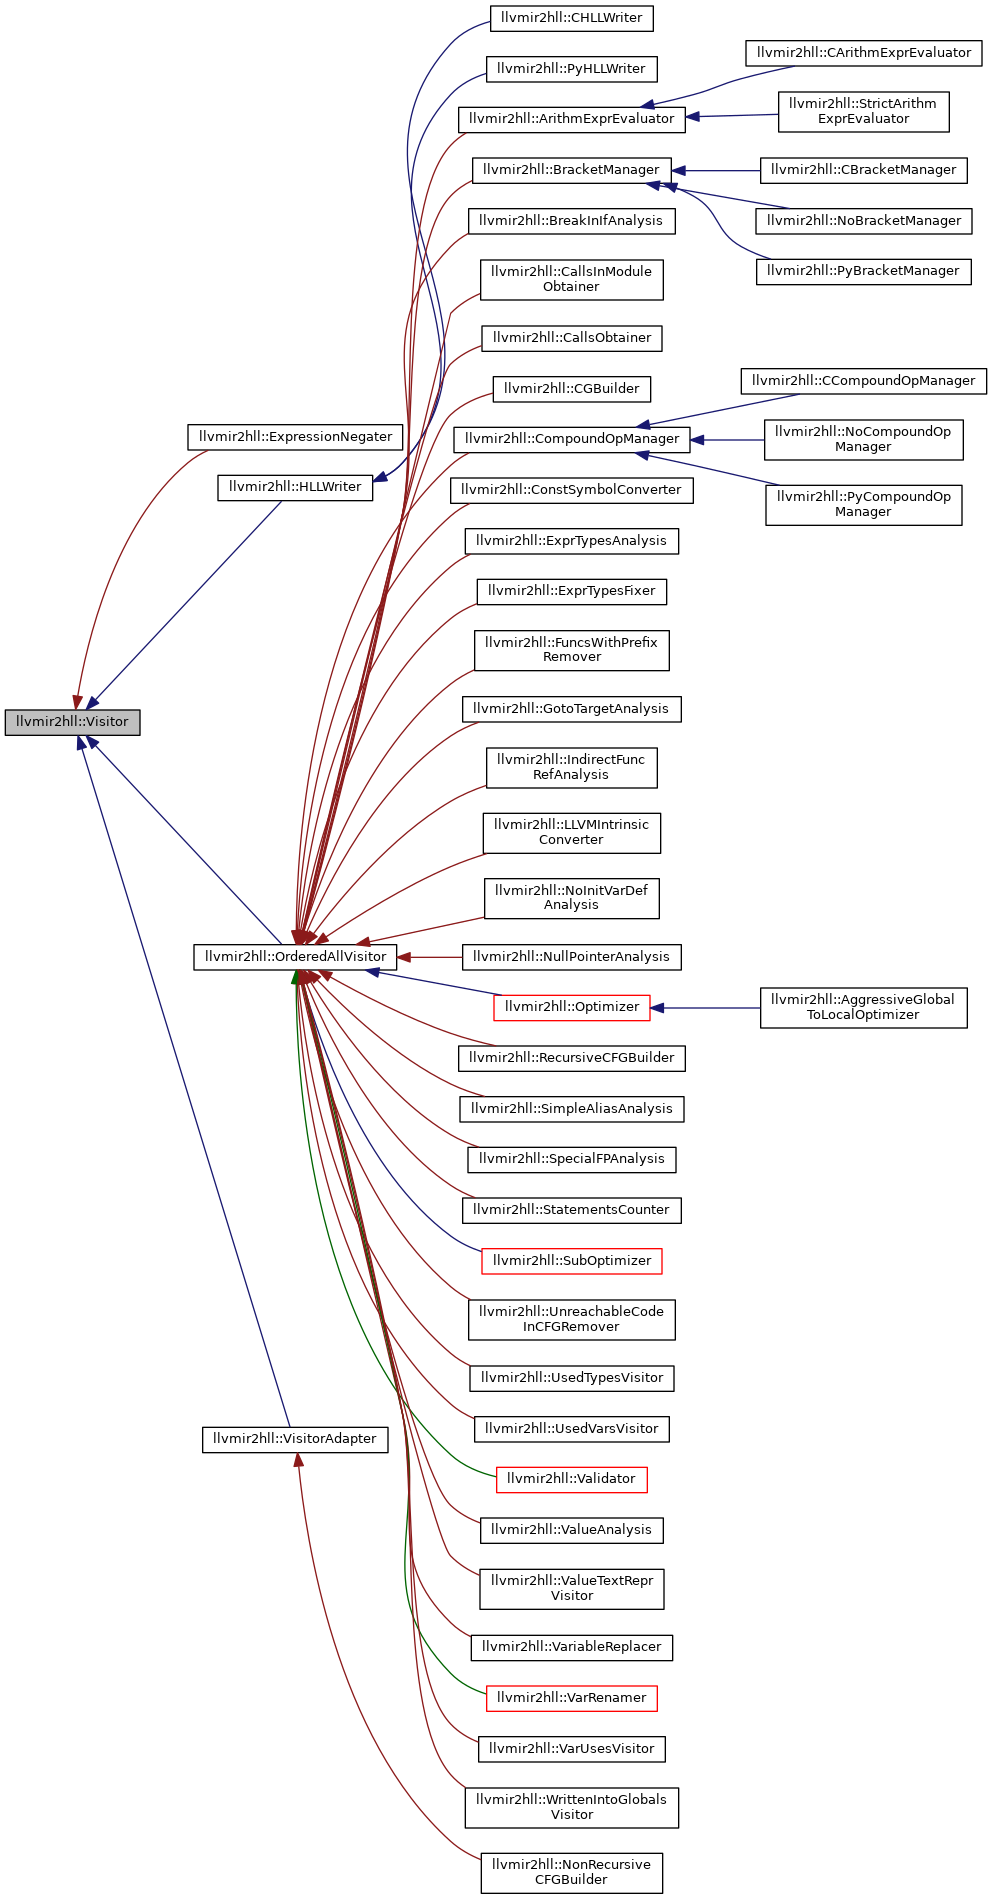 llvmir2hll::CHLLWriter
llvmir2hll::CArithmExprEvaluator
llvmir2hll::PyHLLWriter
llvmir2hll::StrictArithm
ExprEvaluator
llvmir2hll::ArithmExprEvaluator
llvmir2hll::BracketManager
llvmir2hll::CBracketManager
llvmir2hll::BreakInIfAnalysis
llvmir2hll::NoBracketManager
llvmir2hll::CallsInModule
Obtainer
llvmir2hll::PyBracketManager
llvmir2hll::CallsObtainer
llvmir2hll::CGBuilder
llvmir2hll::CCompoundOpManager
llvmir2hll::ExpressionNegater
llvmir2hll::CompoundOpManager
llvmir2hll::NoCompoundOp
Manager
llvmir2hll::HLLWriter
llvmir2hll::ConstSymbolConverter
llvmir2hll::PyCompoundOp
Manager
llvmir2hll::ExprTypesAnalysis
llvmir2hll::ExprTypesFixer
llvmir2hll::FuncsWithPrefix
Remover
llvmir2hll::Visitor
llvmir2hll::GotoTargetAnalysis
llvmir2hll::IndirectFunc
RefAnalysis
llvmir2hll::LLVMIntrinsic
Converter
llvmir2hll::NoInitVarDef
Analysis
llvmir2hll::OrderedAllVisitor
llvmir2hll::NullPointerAnalysis
llvmir2hll::Optimizer
llvmir2hll::AggressiveGlobal
ToLocalOptimizer
llvmir2hll::RecursiveCFGBuilder
llvmir2hll::SimpleAliasAnalysis
llvmir2hll::SpecialFPAnalysis
llvmir2hll::StatementsCounter
llvmir2hll::SubOptimizer
llvmir2hll::UnreachableCode
InCFGRemover
llvmir2hll::UsedTypesVisitor
llvmir2hll::UsedVarsVisitor
llvmir2hll::VisitorAdapter
llvmir2hll::Validator
llvmir2hll::ValueAnalysis
llvmir2hll::ValueTextRepr
Visitor
llvmir2hll::VariableReplacer
llvmir2hll::VarRenamer
llvmir2hll::VarUsesVisitor
llvmir2hll::WrittenIntoGlobals
Visitor
llvmir2hll::NonRecursive
CFGBuilder